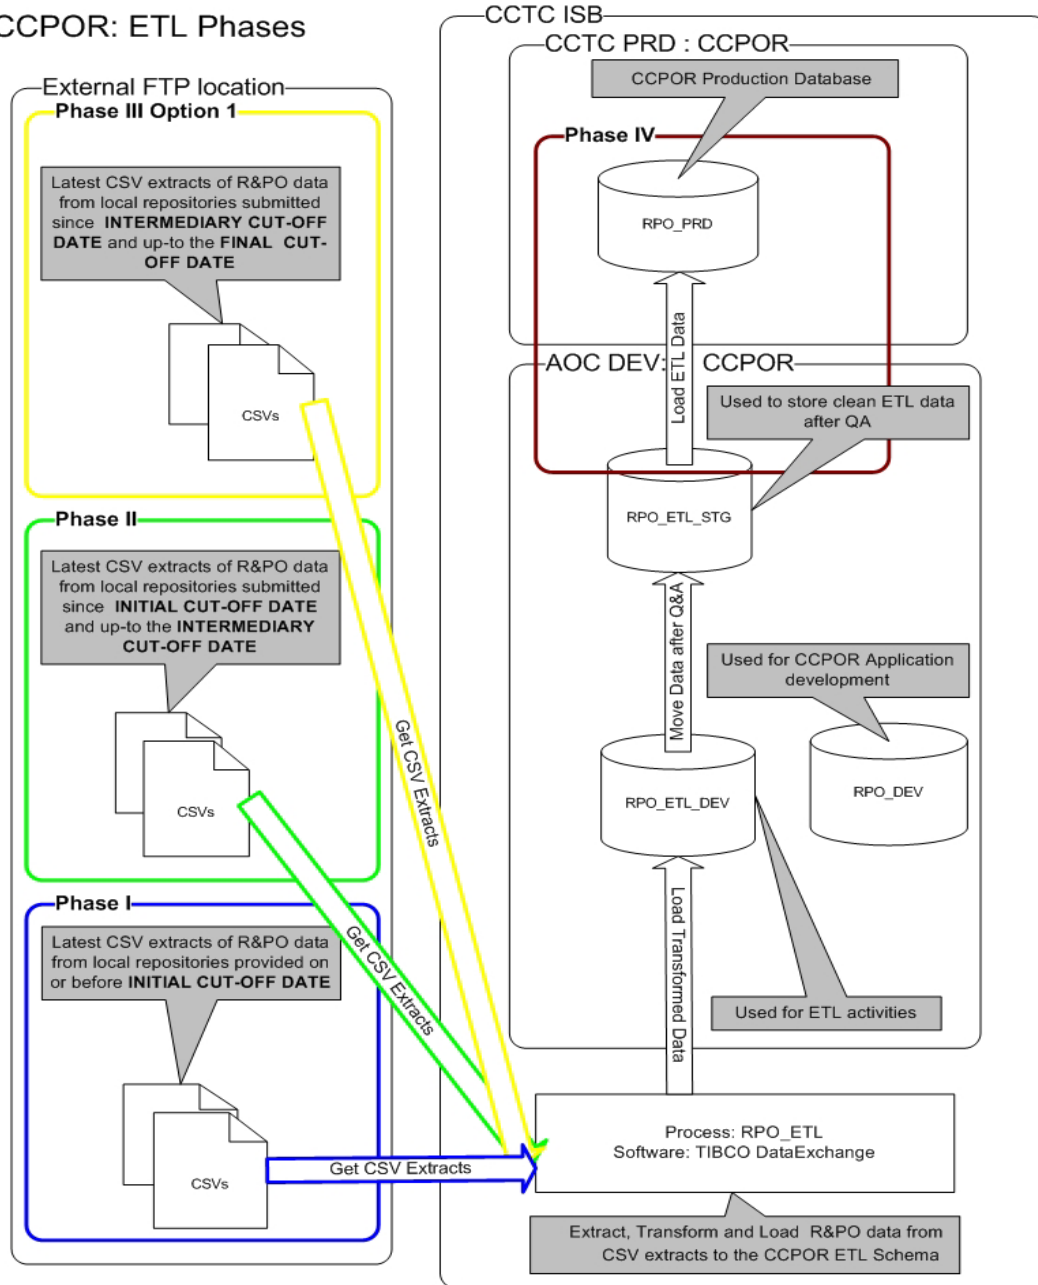 CCPOR: ETL Phases
External FTP location
Phase III Option 1
Latest CSV extracts of R&PO data
from local repositories submitted
since INTERMEDIARY CUT-OFF
DATE and up-to the FINAL CUT-
OFF DATE
CSVs
Phase II
Latest CSV extracts of R&PO data
from local repositories submitted
since INITIAL CUT-OFF DATE
and up-to the INTERMEDIARY
CUT-OFF DATE
CSVs
Phase I
Latest CSV extracts of R&PO data
from local repositories provided on
or before INITIAL CUT-OFF DATE
CSVs
Get CSV Extracts
Get CSV Extracts
Get CSV Extracts
CCTC ISB
CCTC PRD : CCPOR
CCPOR Production Database
Phase IV
RPO_PRD
Load ETL Data
AOC DEV: CCPOR
Used to store clean ETL data
after QA
RPO_ETL_STG
Move Data after Q&A
Used for CCPOR Application
development
RPO_ETL_DEV
RPO_DEV
Load Transformed Data
Used for ETL activities
Process: RPO_ETL
Software: TIBCO DataExchange
Extract, Transform and Load R&PO data from
CSV extracts to the CCPOR ETL Schema